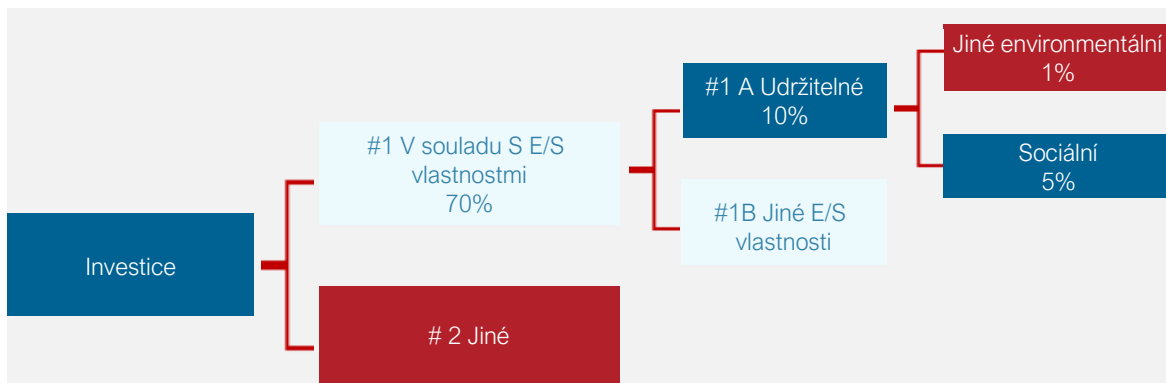 Jiné environmentální
1%
#1 A Udržitelné
10%
#1 V souladu S E/S
vlastnostmi
70%
Sociální
5%
#1B Jiné E/S
vlastnosti
Investice
# 2 Jiné